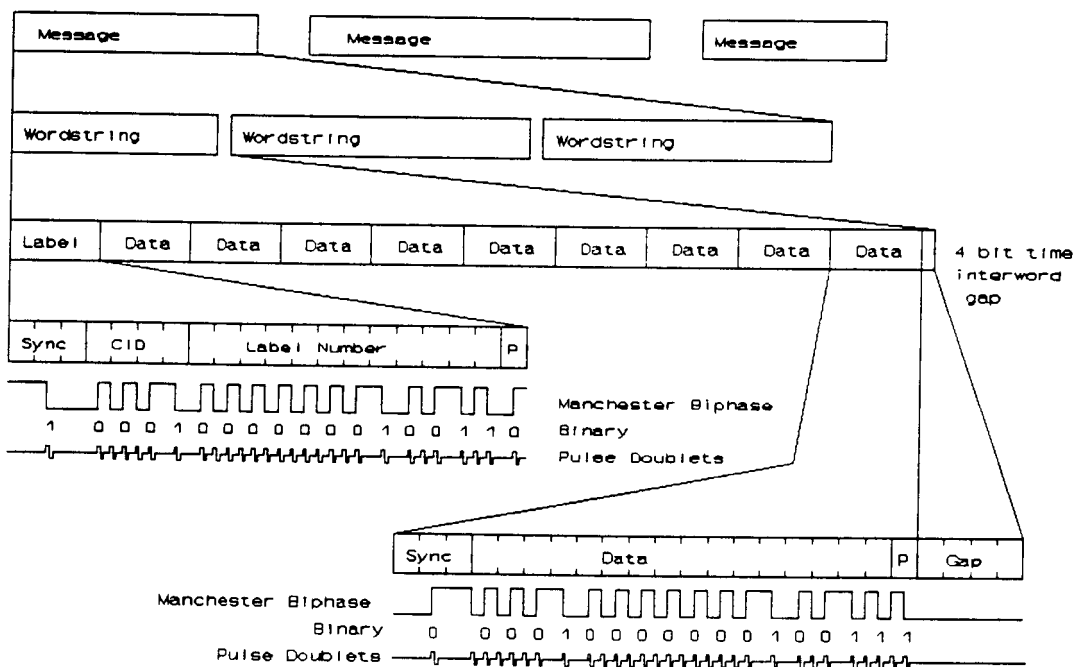 Message Message Message
Wordstring Wordstring Wordstring
Label Data Data Data Data Data Data Data Data Data
4 bit time
interword
gap
Sync CID Label Number P
Manchester Biphase
1 0 0 0 1 0 0 0 0 0 0 0 1 0 0 1 1 0
Binary
Pulse Doublets
Sync Data P Gap
Manchester Biphase
Binary
0 0 0 0 1 0 0 0 0 0 0 0 1 0 0 1 1 1
Pulse Doublets